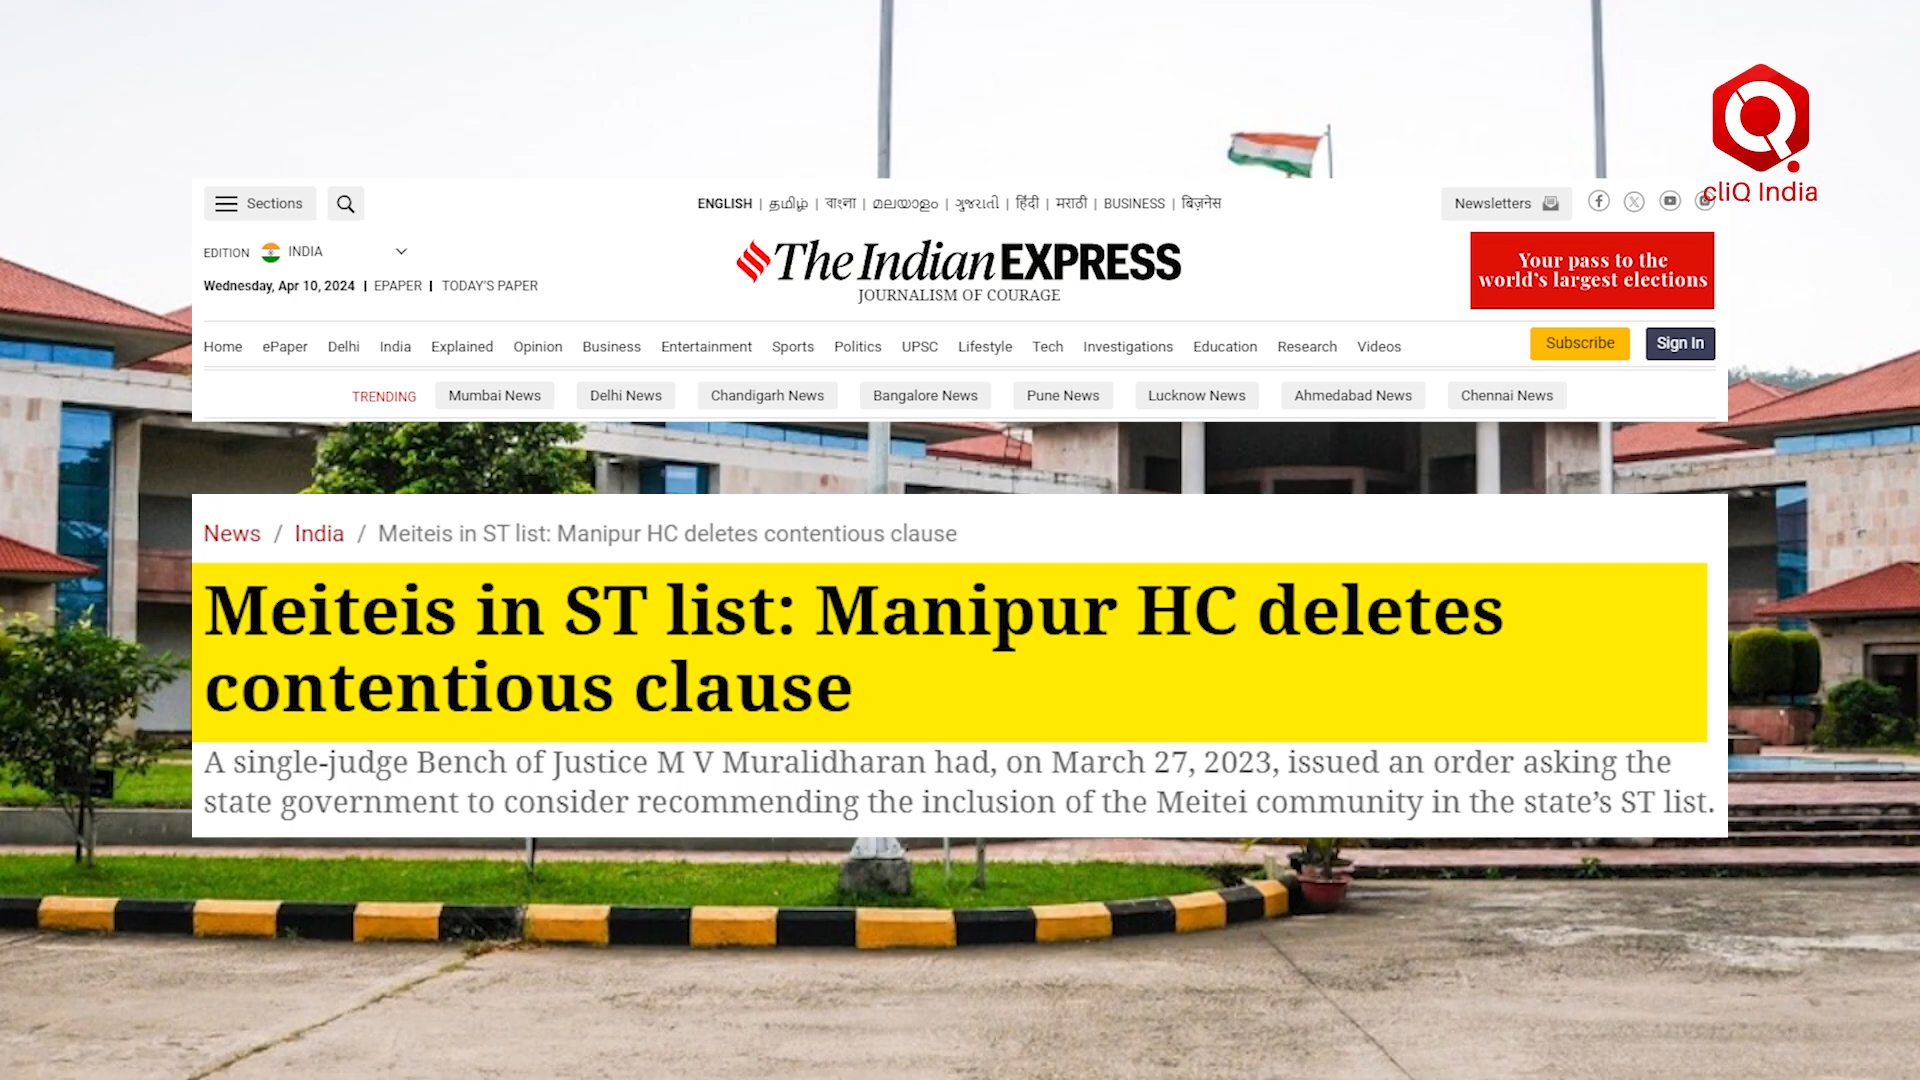 cliQ India
Sections
ENGLISH | தமிழ் | বাংলা | മലയാളം | ગુજરાતી | हिंदी | मराठी | BUSINESS | बिज़नेस
Newsletters
EDITION INDIA
The Indian EXPRESS
JOURNALISM OF COURAGE
Your pass to the
world's largest elections
Wednesday, Apr 10, 2024 | EPAPER | TODAY'S PAPER
Home ePaper Delhi India Explained Opinion Business Entertainment Sports Politics UPSC Lifestyle Tech Investigations Education Research Videos
Subscribe Sign In
TRENDING Mumbai News Delhi News Chandigarh News Bangalore News Pune News Lucknow News Ahmedabad News Chennai News
News / India / Meiteis in ST list: Manipur HC deletes contentious clause
Meiteis in ST list: Manipur HC deletes
contentious clause
A single-judge Bench of Justice M V Muralidharan had, on March 27, 2023, issued an order asking the
state government to consider recommending the inclusion of the Meitei community in the state's ST list.